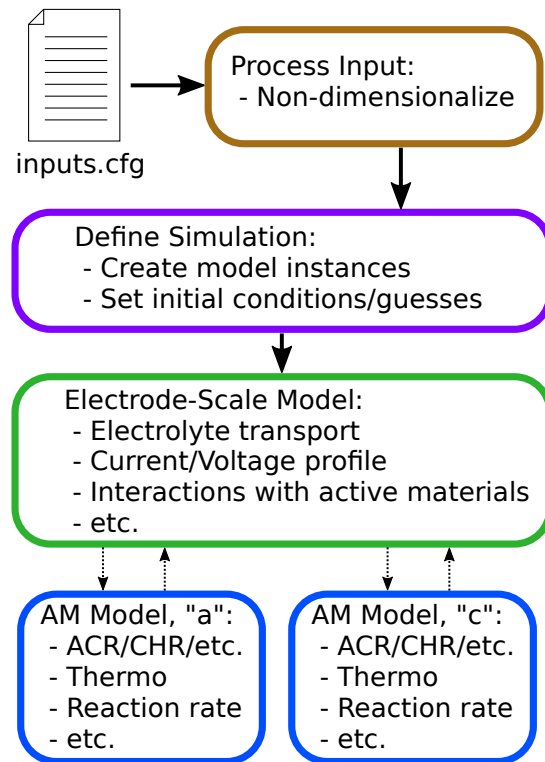 inputs.cfg
Process Input:
- Non-dimensionalize
Define Simulation:
- Create model instances
- Set initial conditions/guesses
Electrode-Scale Model:
- Electrolyte transport
- Current/Voltage profile
- Interactions with active materials
- etc.
AM Model, "a":
- ACR/CHR/etc.
- Thermo
- Reaction rate
- etc.
AM Model, "c":
- ACR/CHR/etc.
- Thermo
- Reaction rate
- etc.